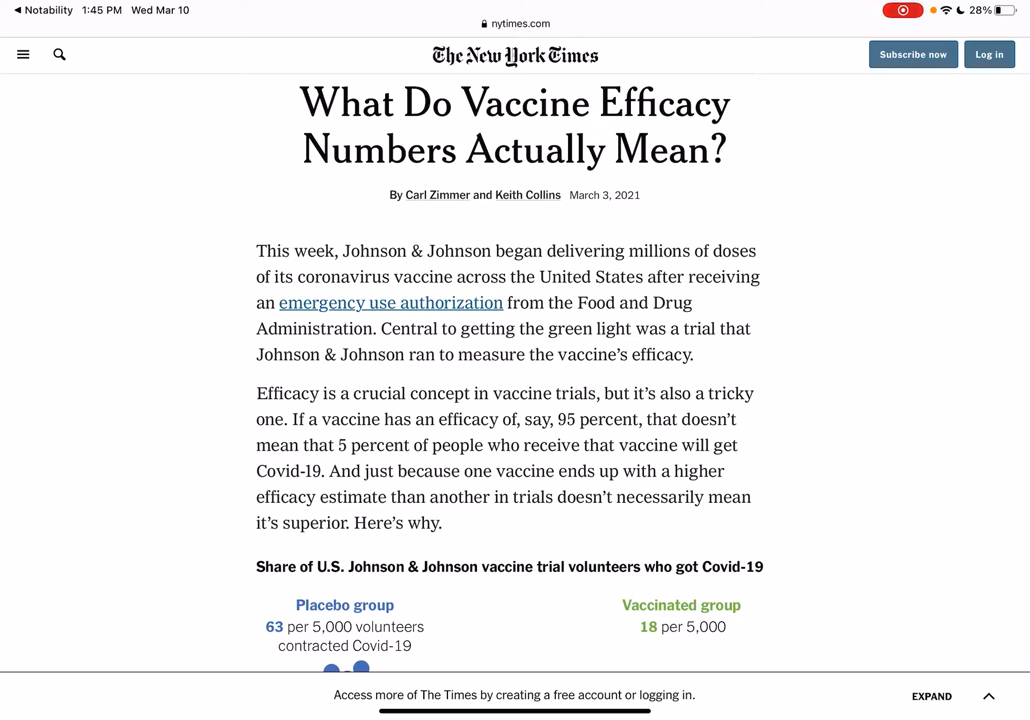 Notability 1:45 PM Wed Mar 10 28%
nytimes.com
The New York Times Subscribe now Log in
What Do Vaccine Efficacy
Numbers Actually Mean?
By Carl Zimmer and Keith Collins March 3, 2021
This week, Johnson & Johnson began delivering millions of doses
of its coronavirus vaccine across the United States after receiving
an emergency use authorization from the Food and Drug
Administration. Central to getting the green light was a trial that
Johnson & Johnson ran to measure the vaccine’s efficacy.
Efficacy is a crucial concept in vaccine trials, but it’s also a tricky
one. If a vaccine has an efficacy of, say, 95 percent, that doesn’t
mean that 5 percent of people who receive that vaccine will get
Covid-19. And just because one vaccine ends up with a higher
efficacy estimate than another in trials doesn’t necessarily mean
it’s superior. Here’s why.
Share of U.S. Johnson & Johnson vaccine trial volunteers who got Covid-19
Placebo group
63 per 5,000 volunteers
contracted Covid-19
Vaccinated group
18 per 5,000
Access more of The Times by creating a free account or logging in. EXPAND